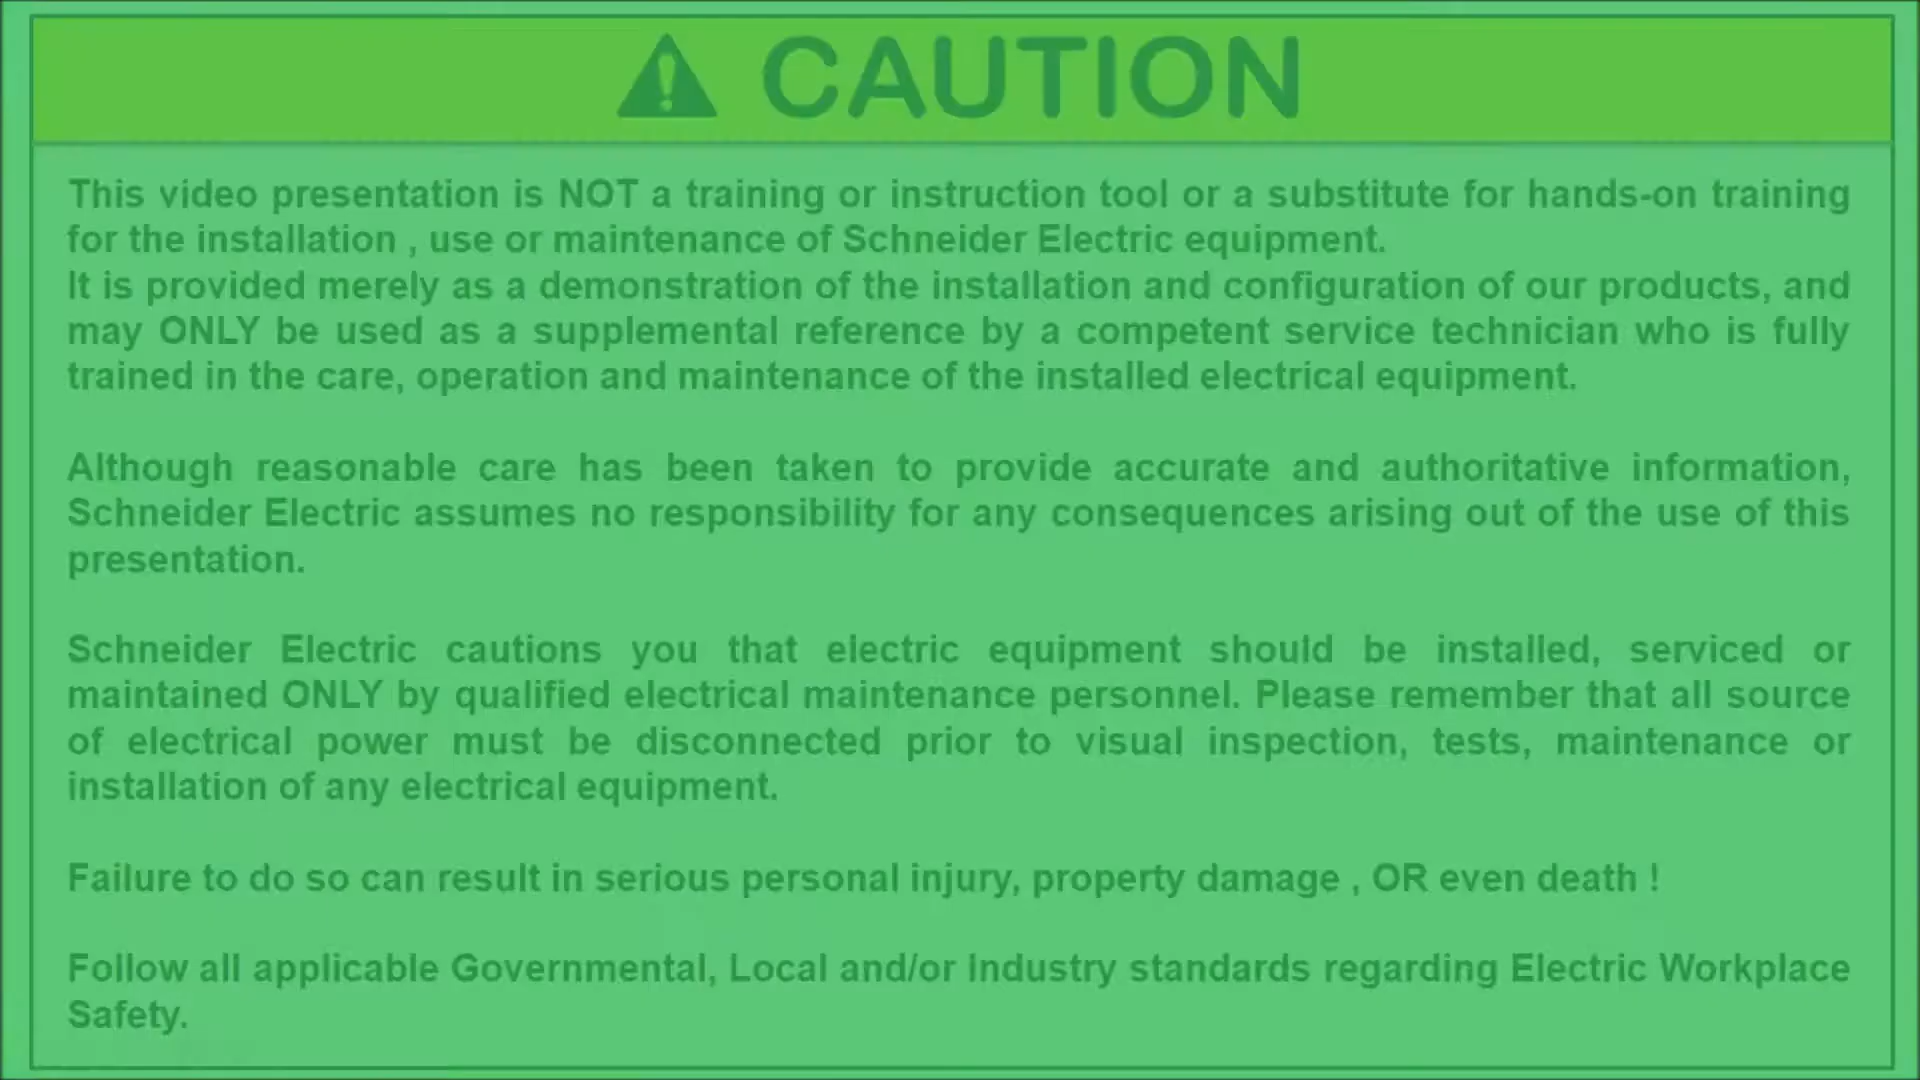 CAUTION
This video presentation is NOT a training or instruction tool or a substitute for hands-on training
for the installation , use or maintenance of Schneider Electric equipment.
It is provided merely as a demonstration of the installation and configuration of our products, and
may ONLY be used as a supplemental reference by a competent service technician who is fully
trained in the care, operation and maintenance of the installed electrical equipment.
Although reasonable care has been taken to provide accurate and authoritative information,
Schneider Electric assumes no responsibility for any consequences arising out of the use of this
presentation.
Schneider Electric cautions you that electric equipment should be installed, serviced or
maintained ONLY by qualified electrical maintenance personnel. Please remember that all source
of electrical power must be disconnected prior to visual inspection, tests, maintenance or
installation of any electrical equipment.
Failure to do so can result in serious personal injury, property damage , OR even death !
Follow all applicable Governmental, Local and/or Industry standards regarding Electric Workplace
Safety.